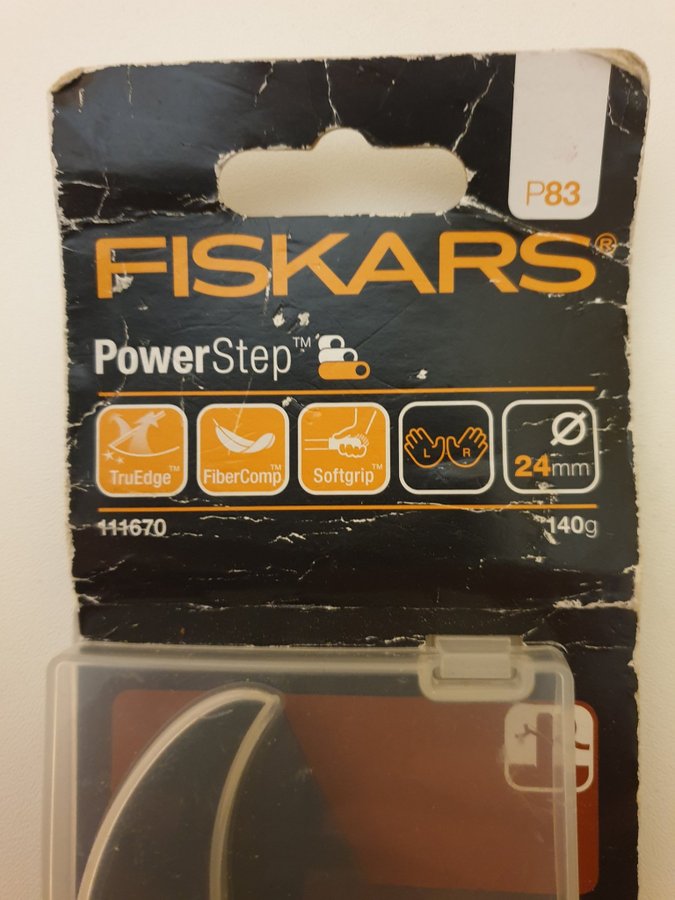 P83
FISKARS®
PowerStep™
TruEdge™
FiberComp™
Softgrip™
L R
Ø
24mm
111670
140g